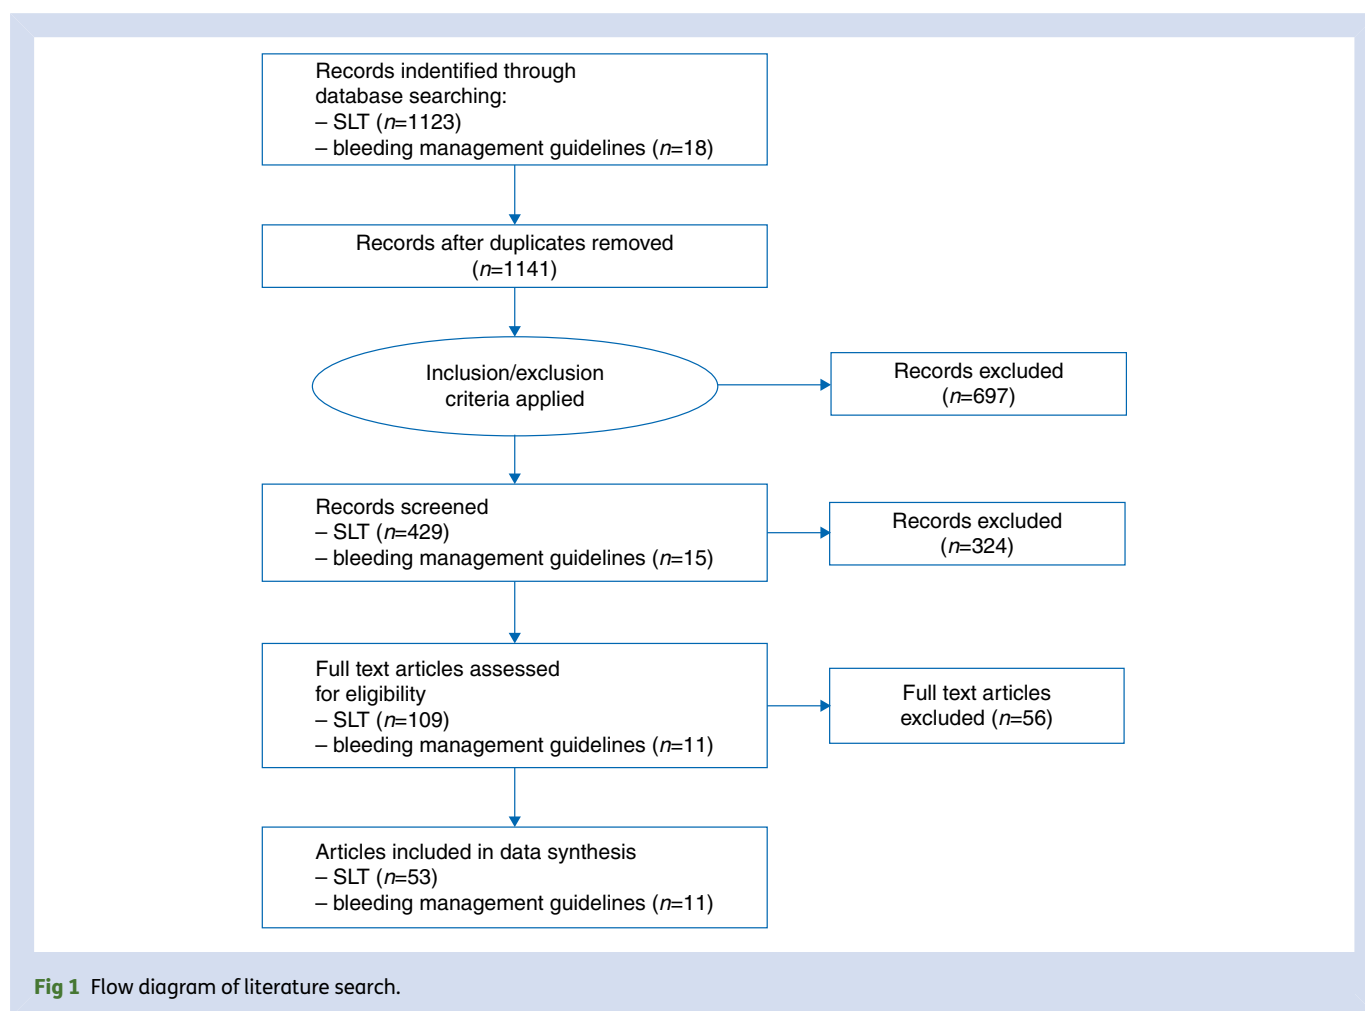 Records indentified through
database searching:
– SLT (n=1123)
– bleeding management guidelines (n=18)
Records after duplicates removed
(n=1141)
Inclusion/exclusion
criteria applied
Records excluded
(n=697)
Records screened
– SLT (n=429)
– bleeding management guidelines (n=15)
Records excluded
(n=324)
Full text articles assessed
for eligibility
– SLT (n=109)
– bleeding management guidelines (n=11)
Full text articles
excluded (n=56)
Articles included in data synthesis
– SLT (n=53)
– bleeding management guidelines (n=11)
Fig 1 Flow diagram of literature search.